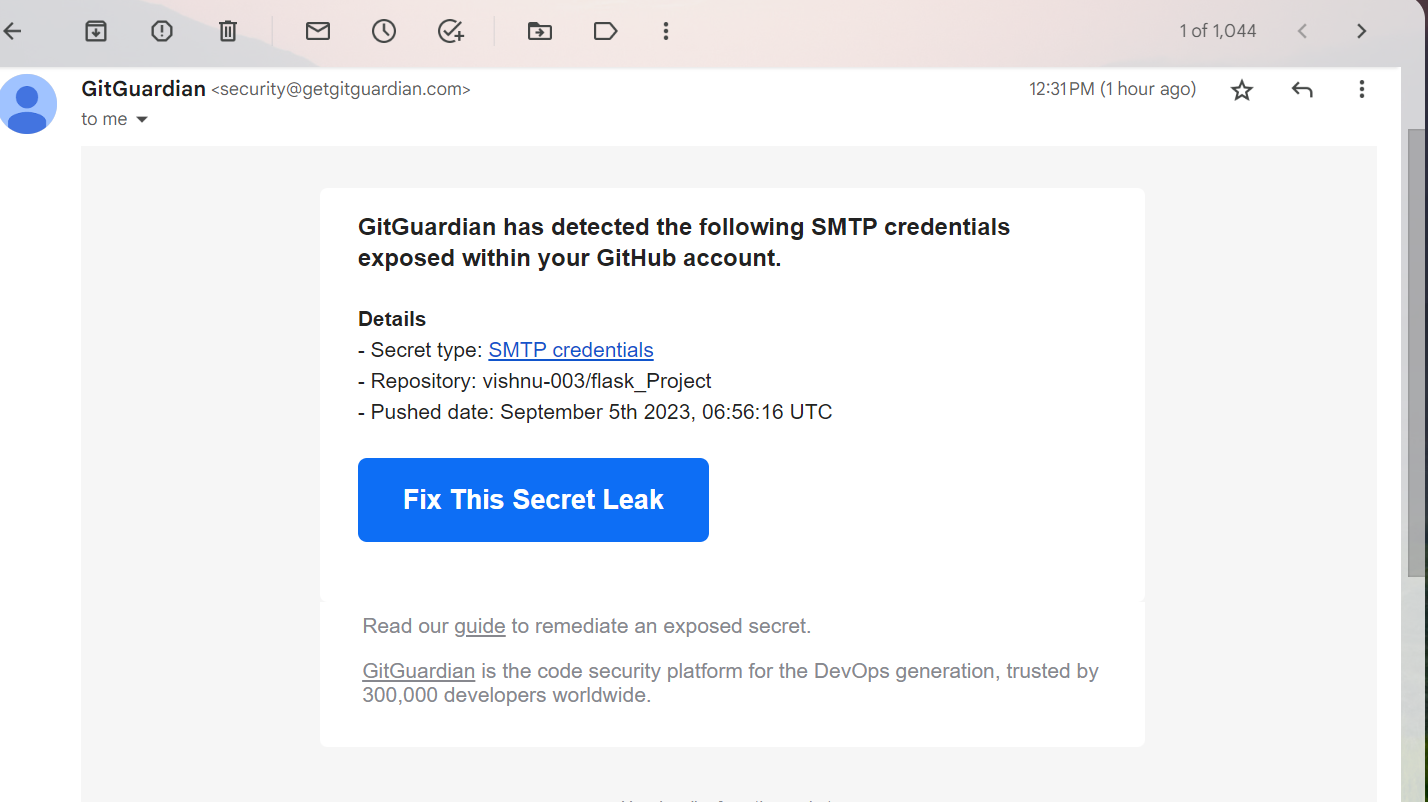 1 of 1,044
GitGuardian <security@getgitguardian.com>
12:31 PM (1 hour ago)
to me
GitGuardian has detected the following SMTP credentials
exposed within your GitHub account.
Details
- Secret type: SMTP credentials
- Repository: vishnu-003/flask_Project
- Pushed date: September 5th 2023, 06:56:16 UTC
Fix This Secret Leak
Read our guide to remediate an exposed secret.
GitGuardian is the code security platform for the DevOps generation, trusted by
300,000 developers worldwide.